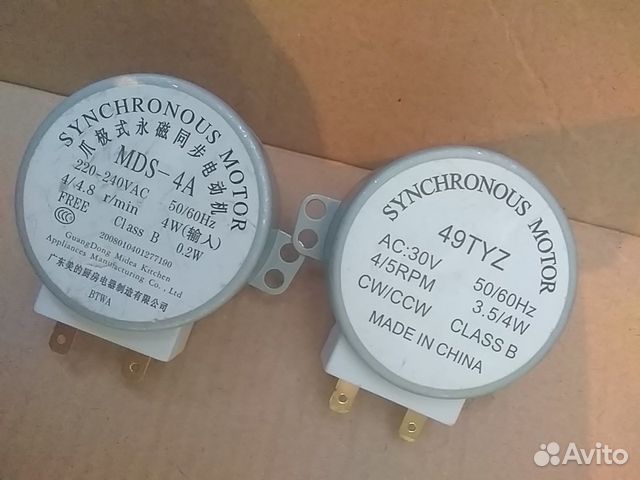 SYNCHRONOUS MOTOR
爪极式永磁同步电动机
MDS-4A
220-240VAC 50/60Hz
4/4.8 r/min 4W(输入)
FREE Class B 0.2W
2008010401277190
GuangDong Midea Kitchen
Appliances Manufacturing Co., Ltd
广东美的厨房电器制造有限公司
BTWA
SYNCHRONOUS MOTOR
49TYZ
AC:30V 50/60Hz
4/5RPM 3.5/4W
CW/CCW CLASS B
MADE IN CHINA
Avito